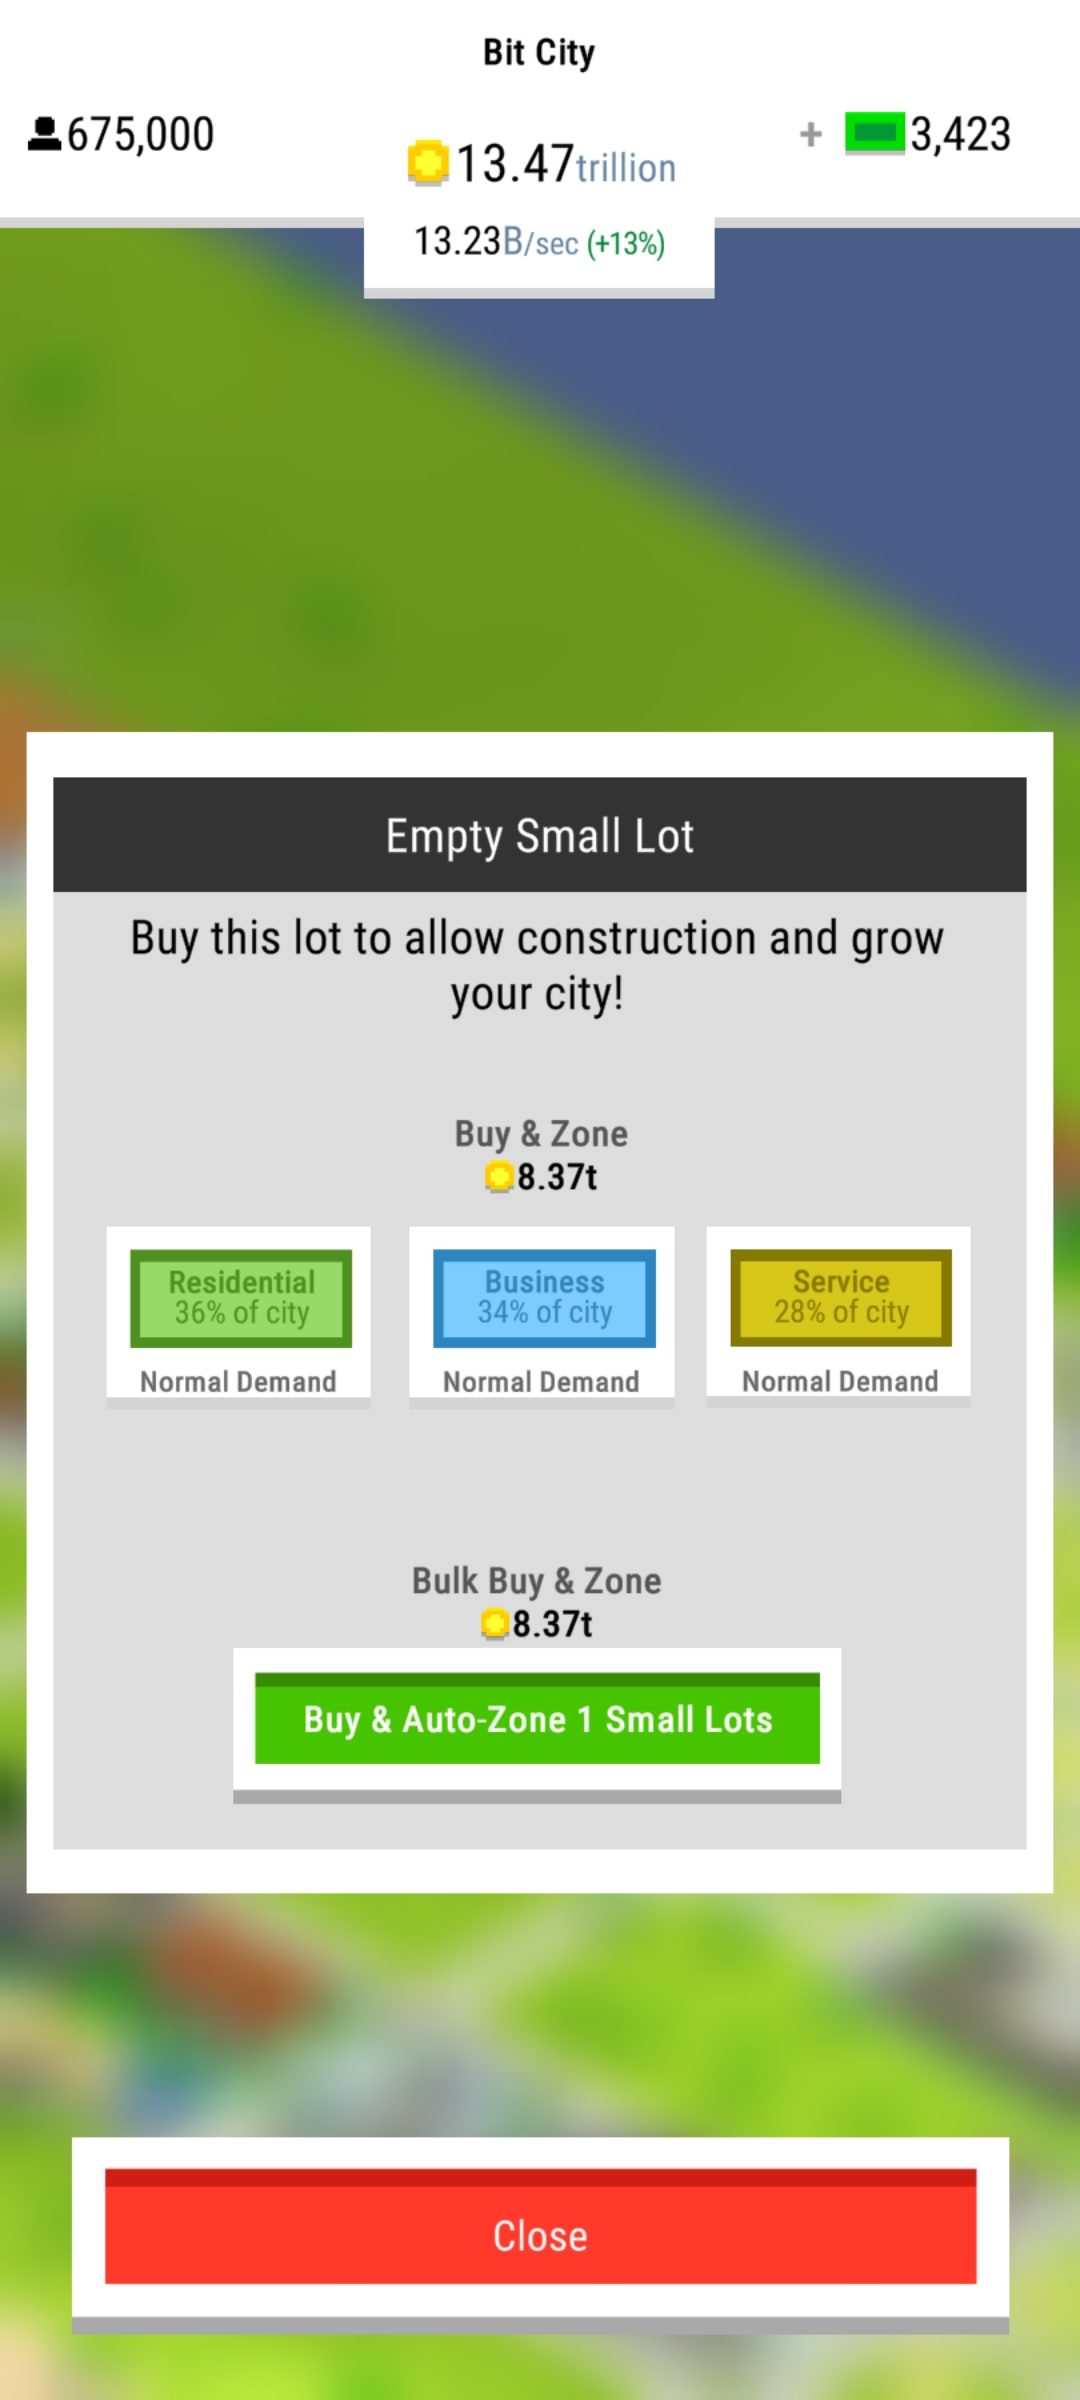 Bit City
675,000
13.47trillion
+ 3,423
13.23B/sec (+13%)
Empty Small Lot
Buy this lot to allow construction and grow
your city!
Buy & Zone
8.37t
Residential
36% of city
Normal Demand
Business
34% of city
Normal Demand
Service
28% of city
Normal Demand
Bulk Buy & Zone
8.37t
Buy & Auto-Zone 1 Small Lots
Close